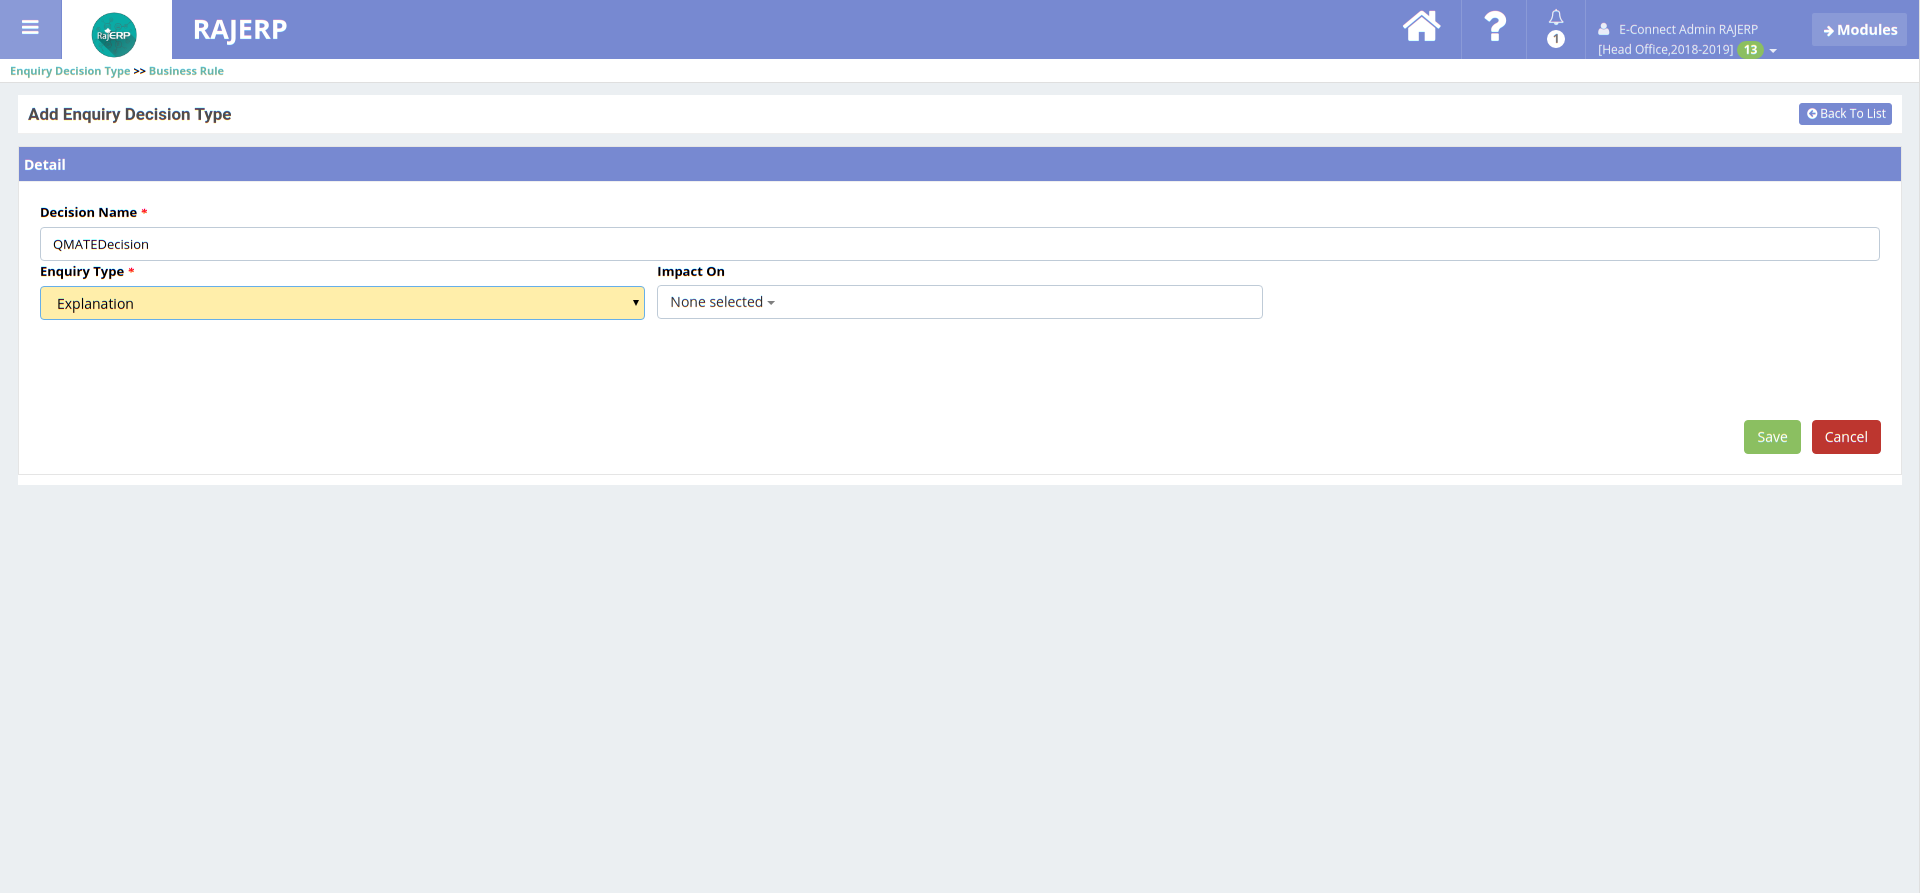 RajERP
RAJERP
1
E-Connect Admin RAJERP
[Head Office,2018-2019] 13
Modules
Enquiry Decision Type >> Business Rule
Add Enquiry Decision Type
Back To List
Detail
Decision Name *
QMATEDecision
Enquiry Type *
Impact On
Explanation
None selected
Save
Cancel